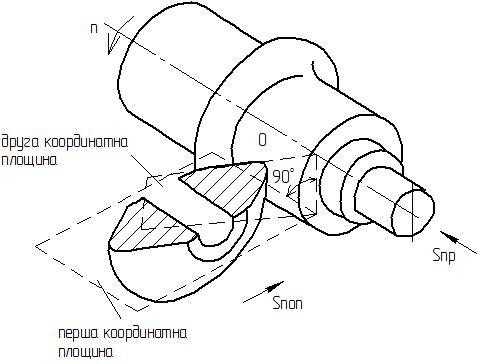 n
друга координатна
площина
O
90°
Sпр
Sпоп
перша координатна
площина